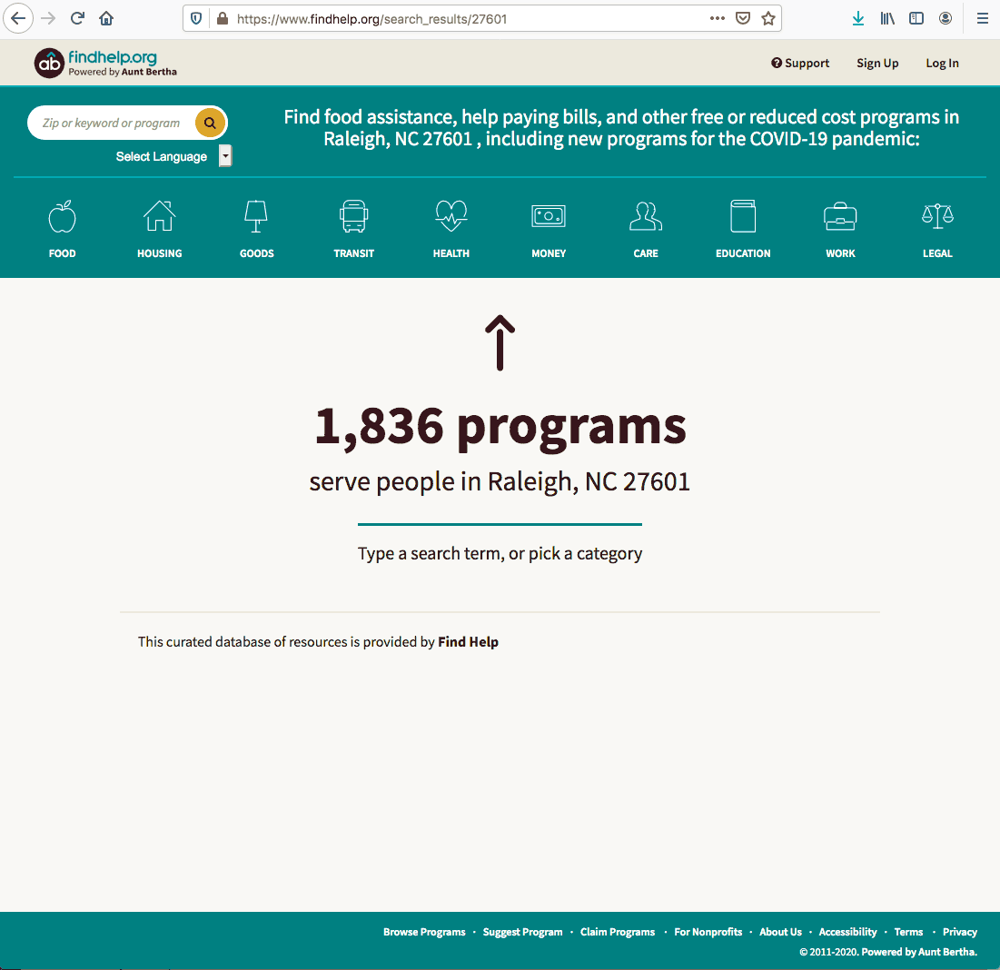 https://www.findhelp.org/search_results/27601
ab
findhelp.org
Powered by Aunt Bertha
Support
Sign Up
Log In
Zip or keyword or program
Select Language
Find food assistance, help paying bills, and other free or reduced cost programs in
Raleigh, NC 27601 , including new programs for the COVID-19 pandemic:
FOOD
HOUSING
GOODS
TRANSIT
HEALTH
MONEY
CARE
EDUCATION
WORK
LEGAL
1,836 programs
serve people in Raleigh, NC 27601
Type a search term, or pick a category
This curated database of resources is provided by Find Help
Browse Programs · Suggest Program · Claim Programs · For Nonprofits · About Us · Accessibility · Terms · Privacy
© 2011-2020. Powered by Aunt Bertha.